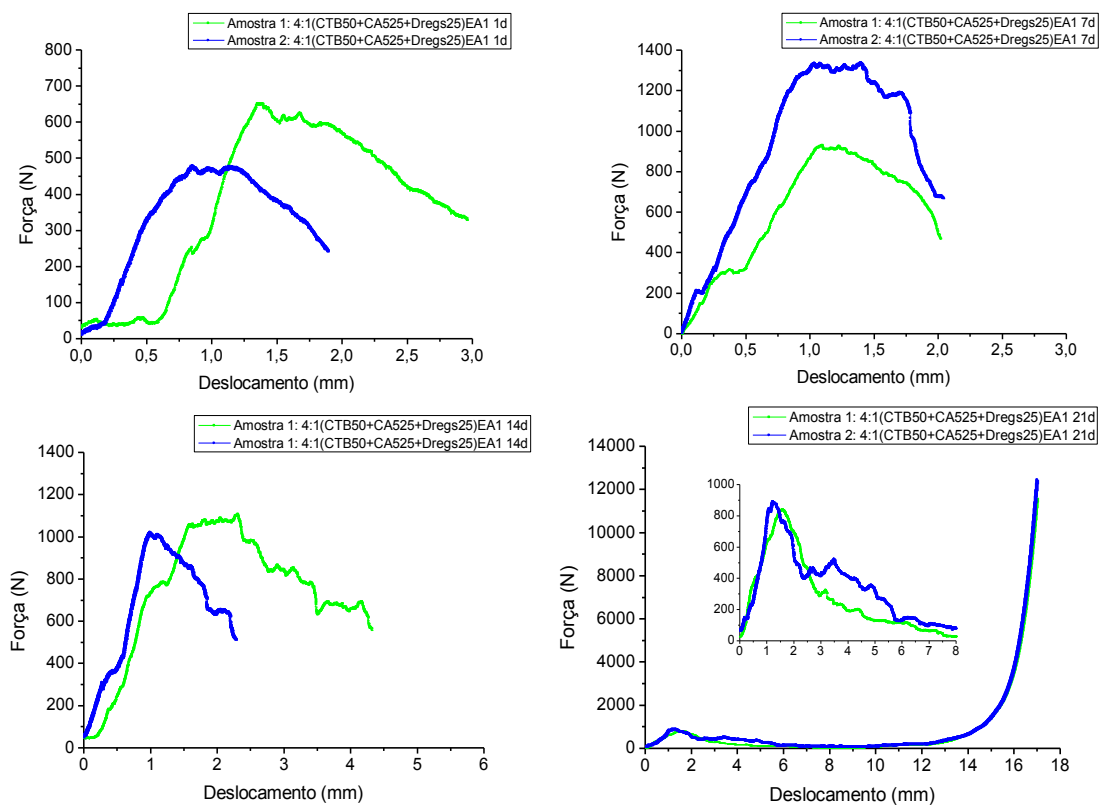 Amostra 1: 4:1(CTB50+CA525+Dregs25)EA1 1d
Amostra 2: 4:1(CTB50+CA525+Dregs25)EA1 1d
800
700
600
500
400
300
200
100
0
Força (N)
0,0 0,5 1,0 1,5 2,0 2,5 3,0
Deslocamento (mm)
Amostra 1: 4:1(CTB50+CA525+Dregs25)EA1 7d
Amostra 2: 4:1(CTB50+CA525+Dregs25)EA1 7d
1400
1200
1000
800
600
400
200
0
Força (N)
0,0 0,5 1,0 1,5 2,0 2,5 3,0
Deslocamento (mm)
Amostra 1: 4:1(CTB50+CA525+Dregs25)EA1 14d
Amostra 1: 4:1(CTB50+CA525+Dregs25)EA1 14d
1400
1200
1000
800
600
400
200
0
Força (N)
0 1 2 3 4 5 6
Deslocamento (mm)
Amostra 1: 4:1(CTB50+CA525+Dregs25)EA1 21d
Amostra 2: 4:1(CTB50+CA525+Dregs25)EA1 21d
14000
12000
10000
8000
6000
4000
2000
0
Força (N)
1000
800
600
400
200
0
0 1 2 3 4 5 6 7 8
0 2 4 6 8 10 12 14 16 18
Deslocamento (mm)